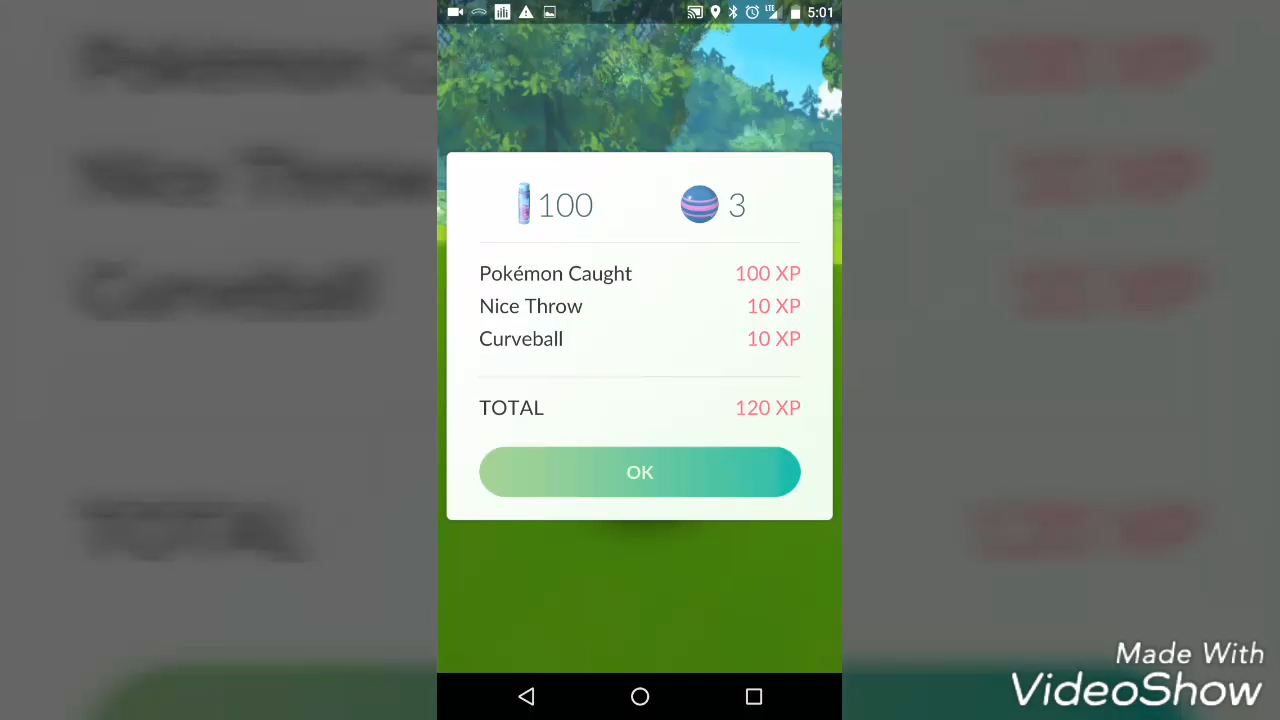 LTE 5:01
100 3
Pokémon Caught 100 XP
Nice Throw 10 XP
Curveball 10 XP
TOTAL 120 XP
OK
Made With
VideoShow